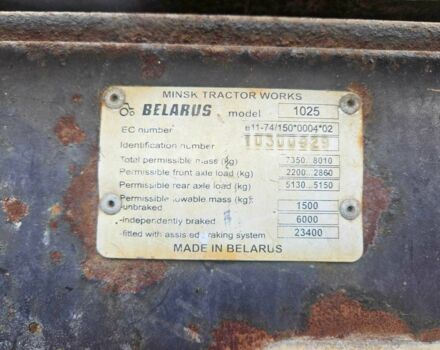 MINSK TRACTOR WORKS
BELARUS model 1025
EC number e11-74/150*0004*02
Identification number 10300929
Total permissible mass (kg) 7350...8010
Permissible front axle load (kg) 2200...2860
Permissible rear axle load (kg) 5130...5150
Permissible towable mass (kg):
-unbraked 1500
-independently braked 6000
-fitted with assisted braking system 23400
MADE IN BELARUS